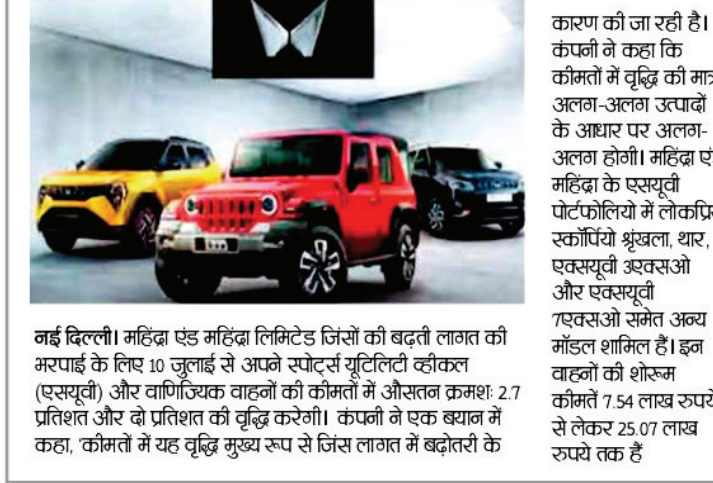 नई दिल्ली। महिंद्रा एंड महिंद्रा लिमिटेड जिंसों की बढ़ती लागत की
भरपाई के लिए 10 जुलाई से अपने स्पोर्ट्स यूटिलिटी व्हीकल
(एसयूवी) और वाणिज्यिक वाहनों की कीमतों में औसतन क्रमशः 2.7
प्रतिशत और दो प्रतिशत की वृद्धि करेगी। कंपनी ने एक बयान में
कहा, 'कीमतों में यह वृद्धि मुख्य रूप से जिंस लागत में बढ़ोतरी के
कारण की जा रही है।
कंपनी ने कहा कि
कीमतों में वृद्धि की
अलग-अलग उत्पादों
के आधार पर अलग-
अलग होगी। महिंद्रा
महिंद्रा के एसयूवी
पोर्टफोलियो में
स्कॉर्पियो श्रृंखला, थार,
एक्सयूवी 3एक्सओ
और एक्सयूवी
7एक्सओ समेत अन्य
मॉडल शामिल हैं। इन
वाहनों की शोरूम
कीमतें 7.54 लाख रुपये
से लेकर 25.07 लाख
रुपये तक हैं